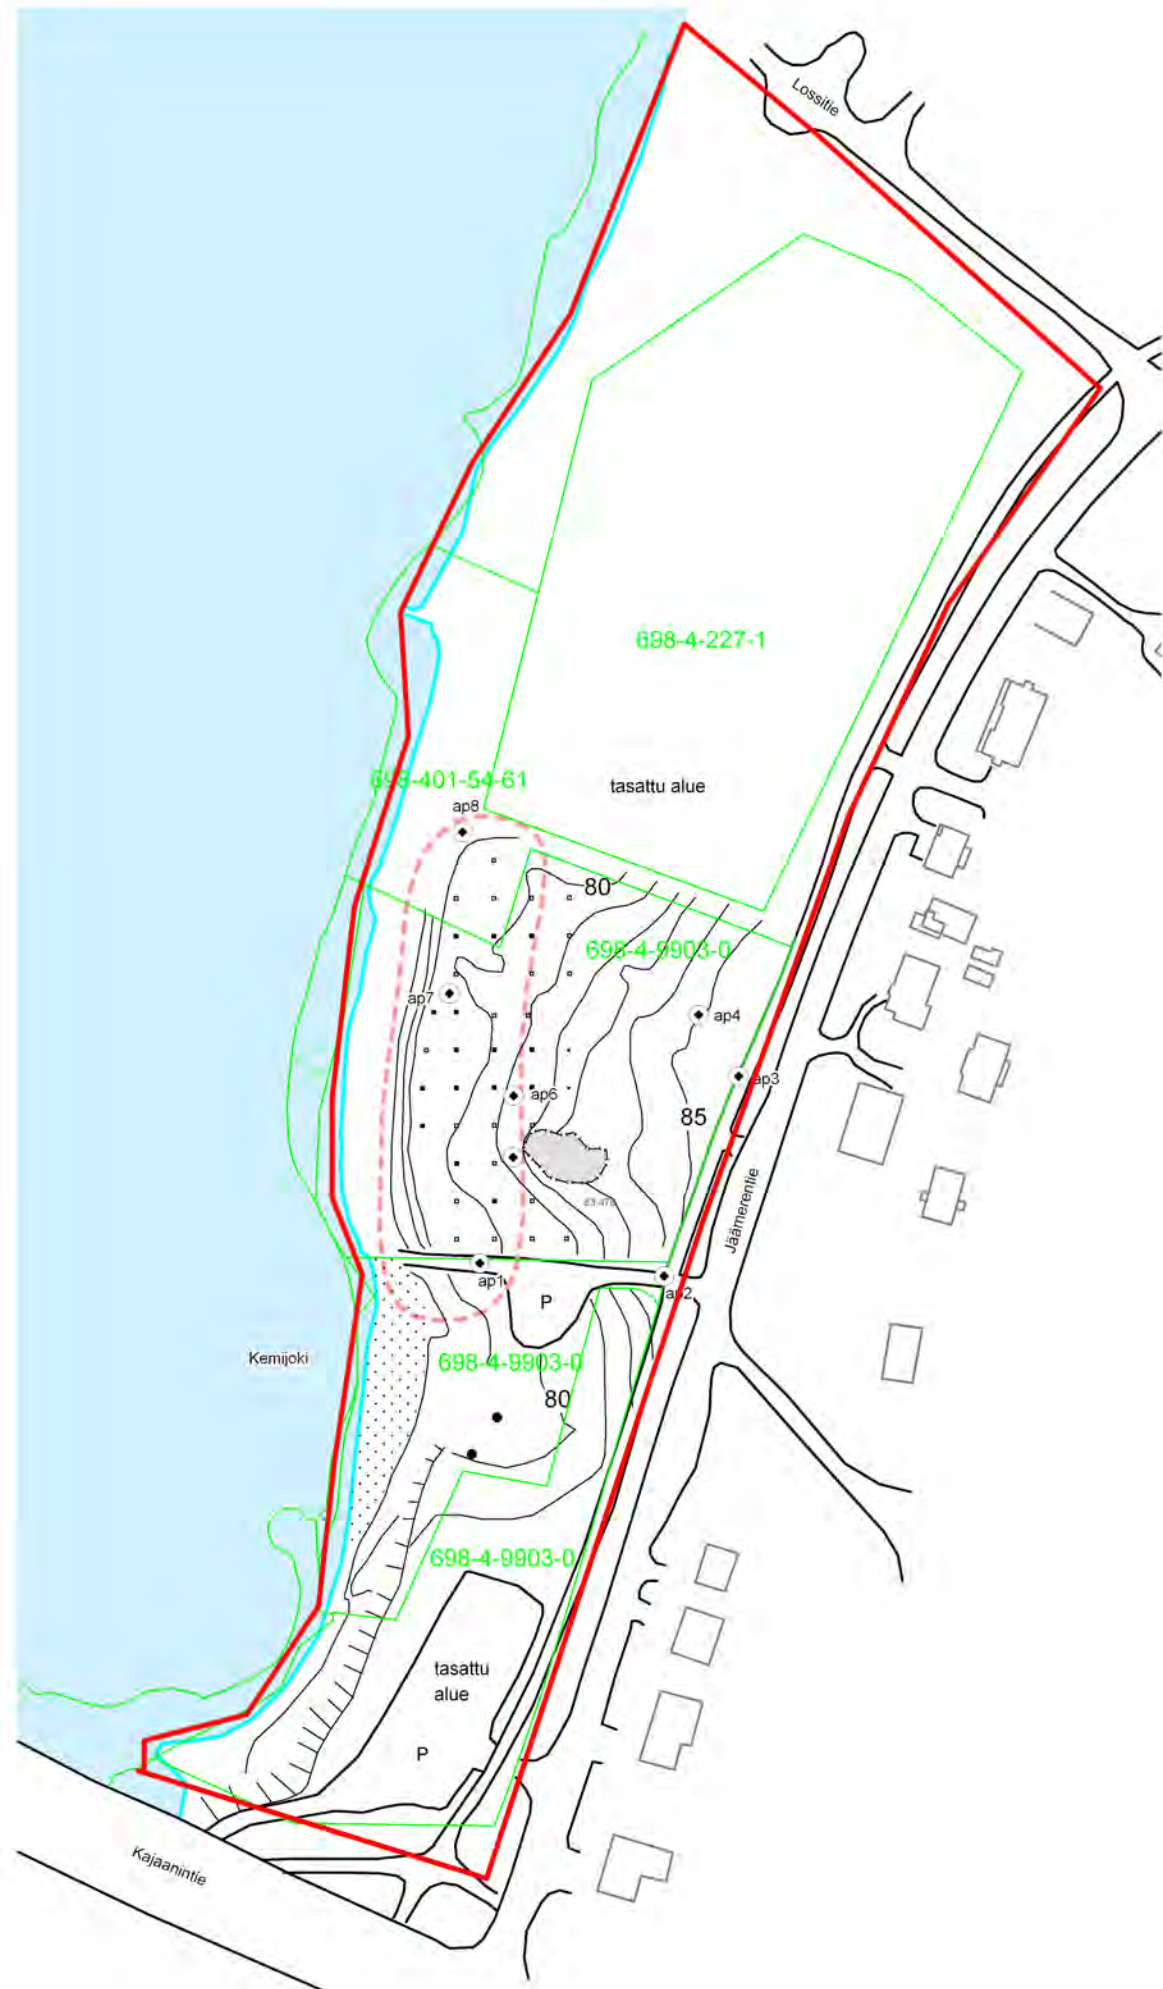 Lossitie
698-4-227-1
698-401-54-61
tasattu alue
ap8
80
698-4-9903-0
ap7
ap4
ap6
ap3
85
1
Jäämerentie
ap1
ap2
P
Kemijoki
698-4-9903-0
80
698-4-9903-0
tasattu
alue
P
Kajaanintie